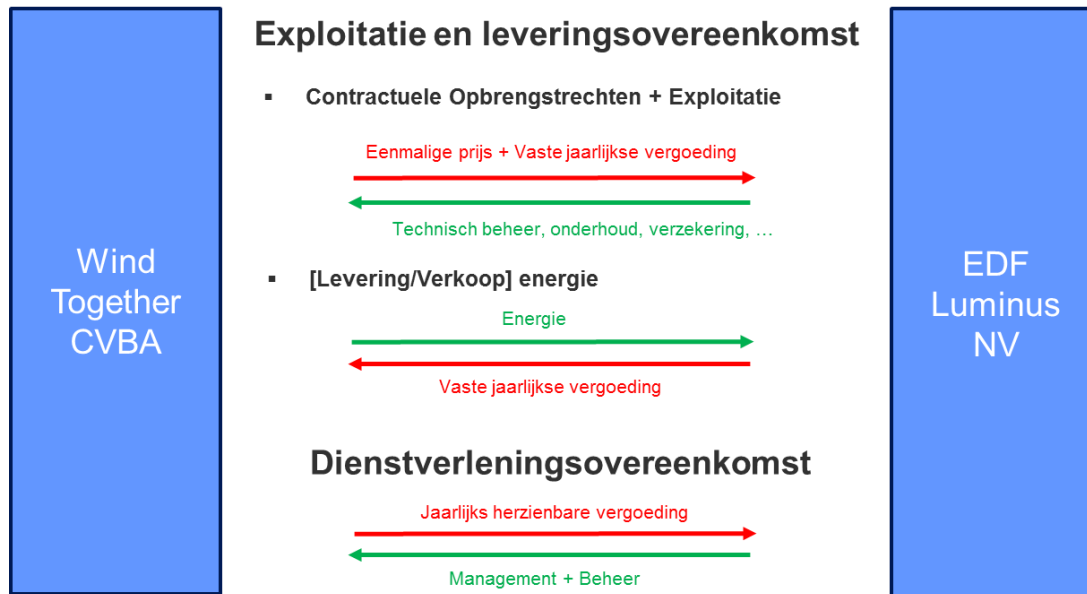 Exploitatie en leveringsovereenkomst
▪ Contractuele Opbrengstrechten + Exploitatie
Eenmalige prijs + Vaste jaarlijkse vergoeding
Technisch beheer, onderhoud, verzekering, …
Wind
Together
CVBA
▪ [Levering/Verkoop] energie
Energie
Vaste jaarlijkse vergoeding
EDF
Luminus
NV
Dienstverleningsovereenkomst
Jaarlijks herzienbare vergoeding
Management + Beheer